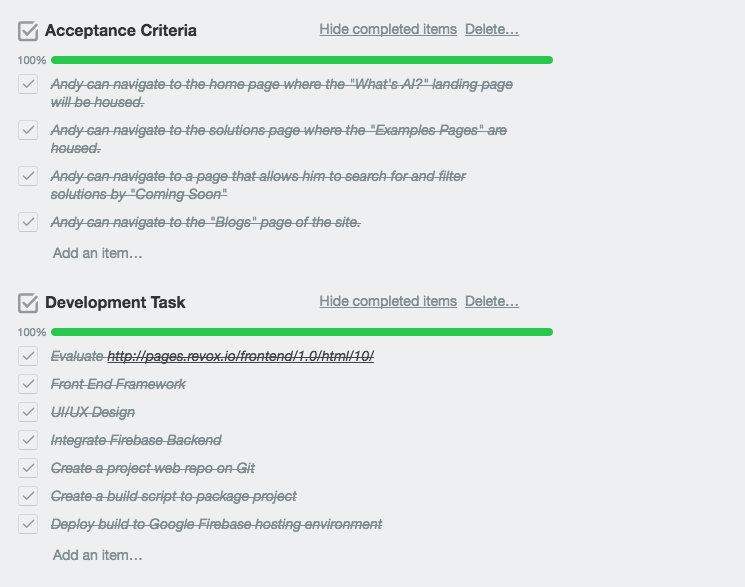 Acceptance Criteria Hide completed items Delete…
100%
Andy can navigate to the home page where the "What's AI?" landing page
will be housed.
Andy can navigate to the solutions page where the "Examples Pages" are
housed.
Andy can navigate to a page that allows him to search for and filter
solutions by "Coming Soon"
Andy can navigate to the "Blogs" page of the site.
Add an item…
Development Task Hide completed items Delete…
100%
Evaluate http://pages.revox.io/frontend/1.0/html/10/
Front End Framework
UI/UX Design
Integrate Firebase Backend
Create a project web repo on Git
Create a build script to package project
Deploy build to Google Firebase hosting environment
Add an item…